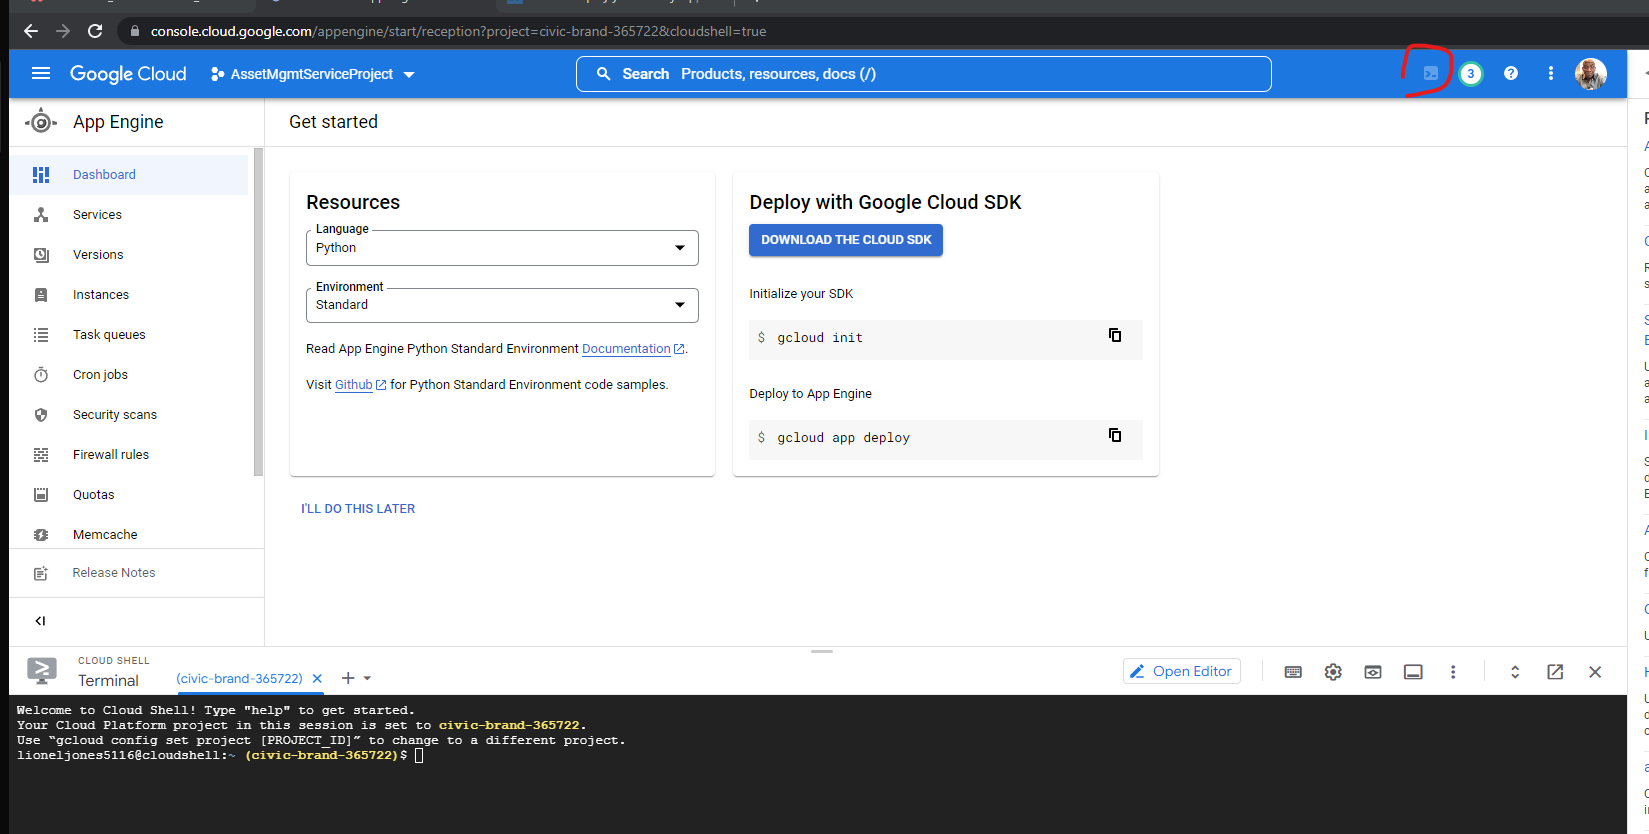 console.cloud.google.com/appengine/start/reception?project=civic-brand-365722&cloudshell=true
Google Cloud
AssetMgmtServiceProject
Search Products, resources, docs (/)
3
App Engine
Get started
Dashboard
Services
Versions
Instances
Task queues
Cron jobs
Security scans
Firewall rules
Quotas
Memcache
Release Notes
Resources
Language
Python
Environment
Standard
Read App Engine Python Standard Environment Documentation.
Visit Github for Python Standard Environment code samples.
Deploy with Google Cloud SDK
DOWNLOAD THE CLOUD SDK
Initialize your SDK
$ gcloud init
Deploy to App Engine
$ gcloud app deploy
I'LL DO THIS LATER
CLOUD SHELL
Terminal
(civic-brand-365722)
Open Editor
Welcome to Cloud Shell! Type "help" to get started.
Your Cloud Platform project in this session is set to civic-brand-365722.
Use “gcloud config set project [PROJECT_ID]” to change to a different project.
lioneljones5116@cloudshell:~ (civic-brand-365722)$